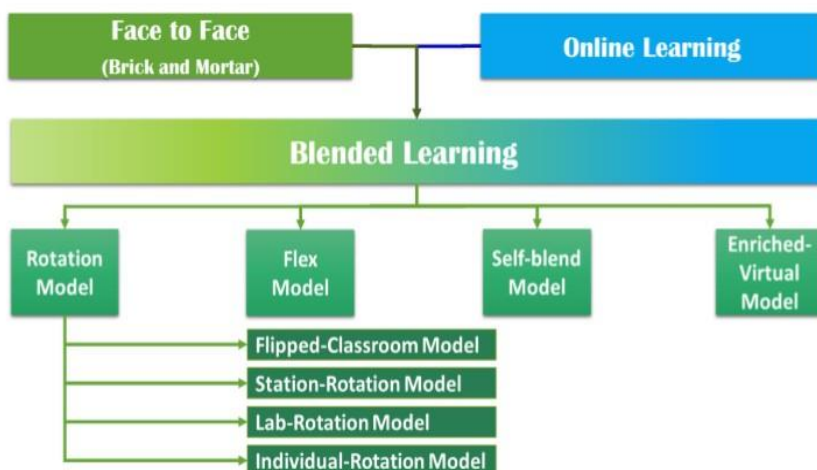 Face to Face
(Brick and Mortar)
Online Learning
Blended Learning
Rotation
Model
Flex
Model
Self-blend
Model
Enriched-
Virtual
Model
Flipped-Classroom Model
Station-Rotation Model
Lab-Rotation Model
Individual-Rotation Model